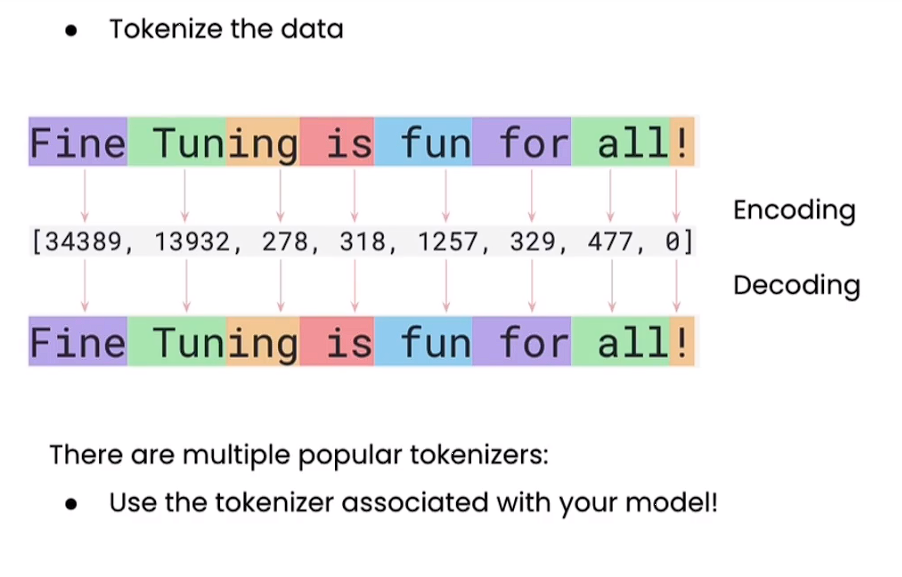 • Tokenize the data
Fine Tuning is fun for all!
Encoding
[34389, 13932, 278, 318, 1257, 329, 477, 0]
Decoding
Fine Tuning is fun for all!
There are multiple popular tokenizers:
• Use the tokenizer associated with your model!